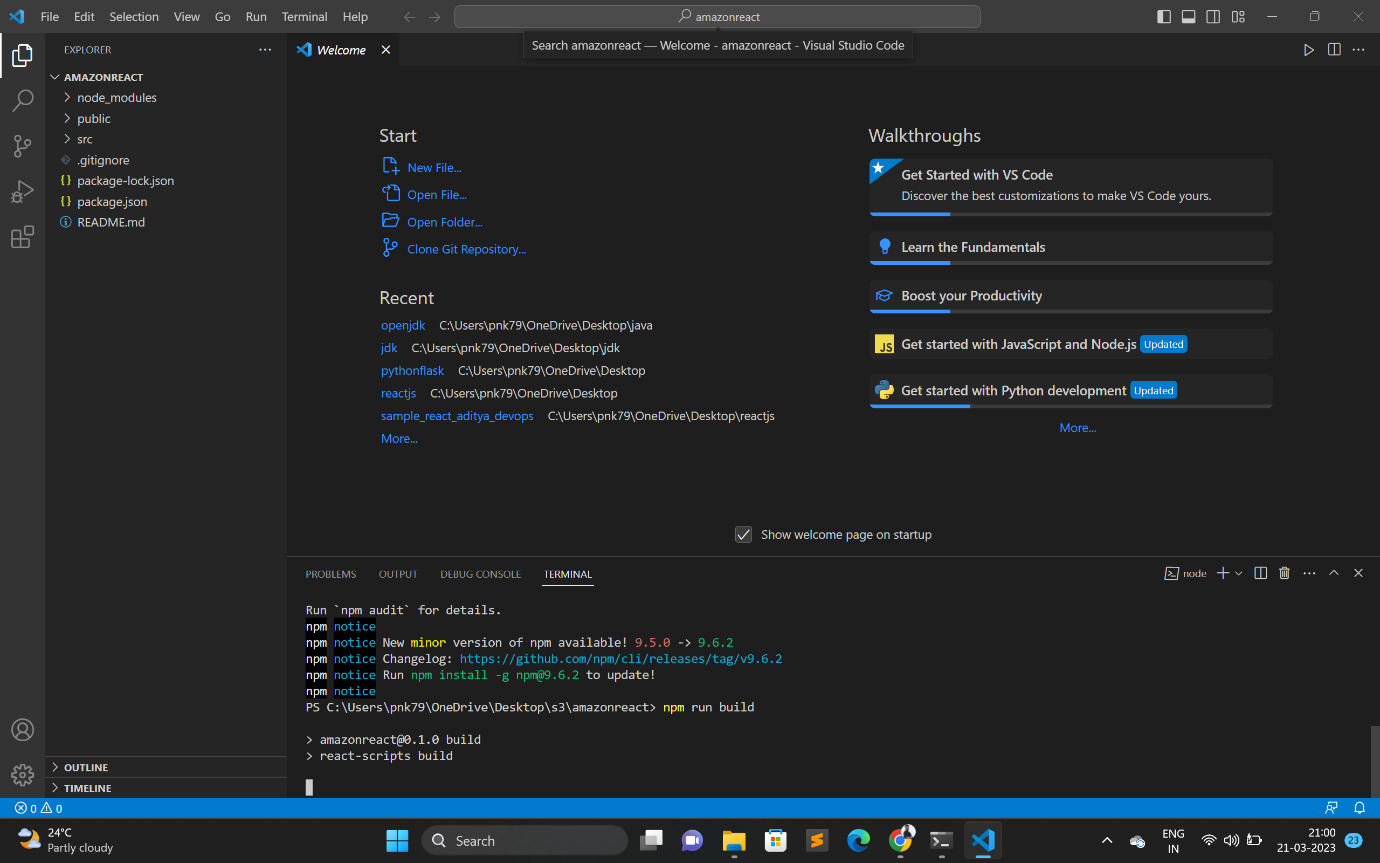 File Edit Selection View Go Run Terminal Help
amazonreact
EXPLORER
Welcome
Search amazonreact — Welcome - amazonreact - Visual Studio Code
AMAZONREACT
node_modules
public
src
.gitignore
package-lock.json
package.json
README.md
OUTLINE
TIMELINE
Start
New File...
Open File...
Open Folder...
Clone Git Repository...
Recent
openjdk C:\Users\pnk79\OneDrive\Desktop\java
jdk C:\Users\pnk79\OneDrive\Desktop\jdk
pythonflask C:\Users\pnk79\OneDrive\Desktop
reactjs C:\Users\pnk79\OneDrive\Desktop
sample_react_aditya_devops C:\Users\pnk79\OneDrive\Desktop\reactjs
More...
Walkthroughs
Get Started with VS Code
Discover the best customizations to make VS Code yours.
Learn the Fundamentals
Boost your Productivity
JS Get started with JavaScript and Node.js Updated
Get started with Python development Updated
More...
Show welcome page on startup
PROBLEMS OUTPUT DEBUG CONSOLE TERMINAL
node
Run `npm audit` for details.
npm notice
npm notice New minor version of npm available! 9.5.0 -> 9.6.2
npm notice Changelog: https://github.com/npm/cli/releases/tag/v9.6.2
npm notice Run npm install -g npm@9.6.2 to update!
npm notice
PS C:\Users\pnk79\OneDrive\Desktop\s3\amazonreact> npm run build
> amazonreact@0.1.0 build
> react-scripts build
0 0
24°C
Partly cloudy
Search
ENG
IN
21:00
21-03-2023
23